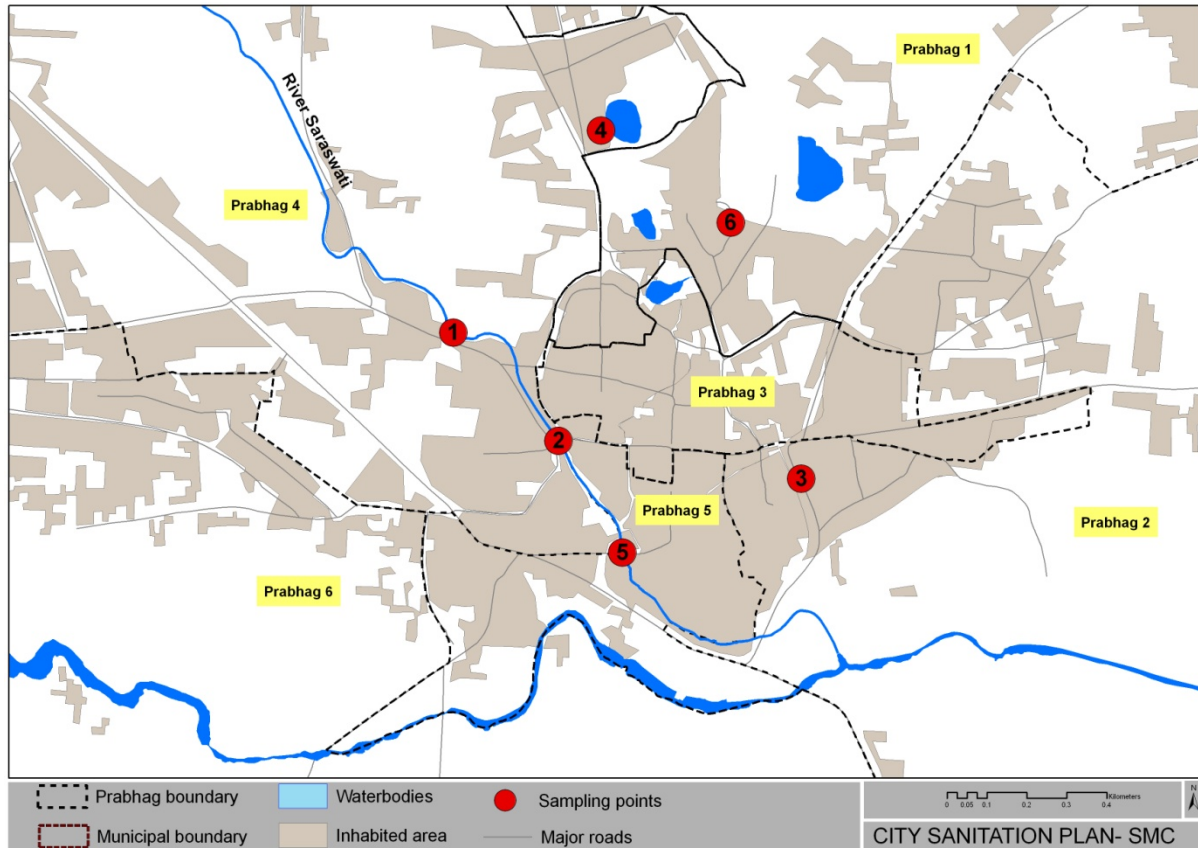 Prabhag 1
River Saraswati
4
Prabhag 4
6
1
Prabhag 3
2
3
Prabhag 5
Prabhag 2
5
Prabhag 6
Prabhag boundary
Waterbodies
Sampling points
Municipal boundary
Inhabited area
Major roads
0 0.05 0.1 0.2 0.3 0.4
Kilometers
N
CITY SANITATION PLAN- SMC